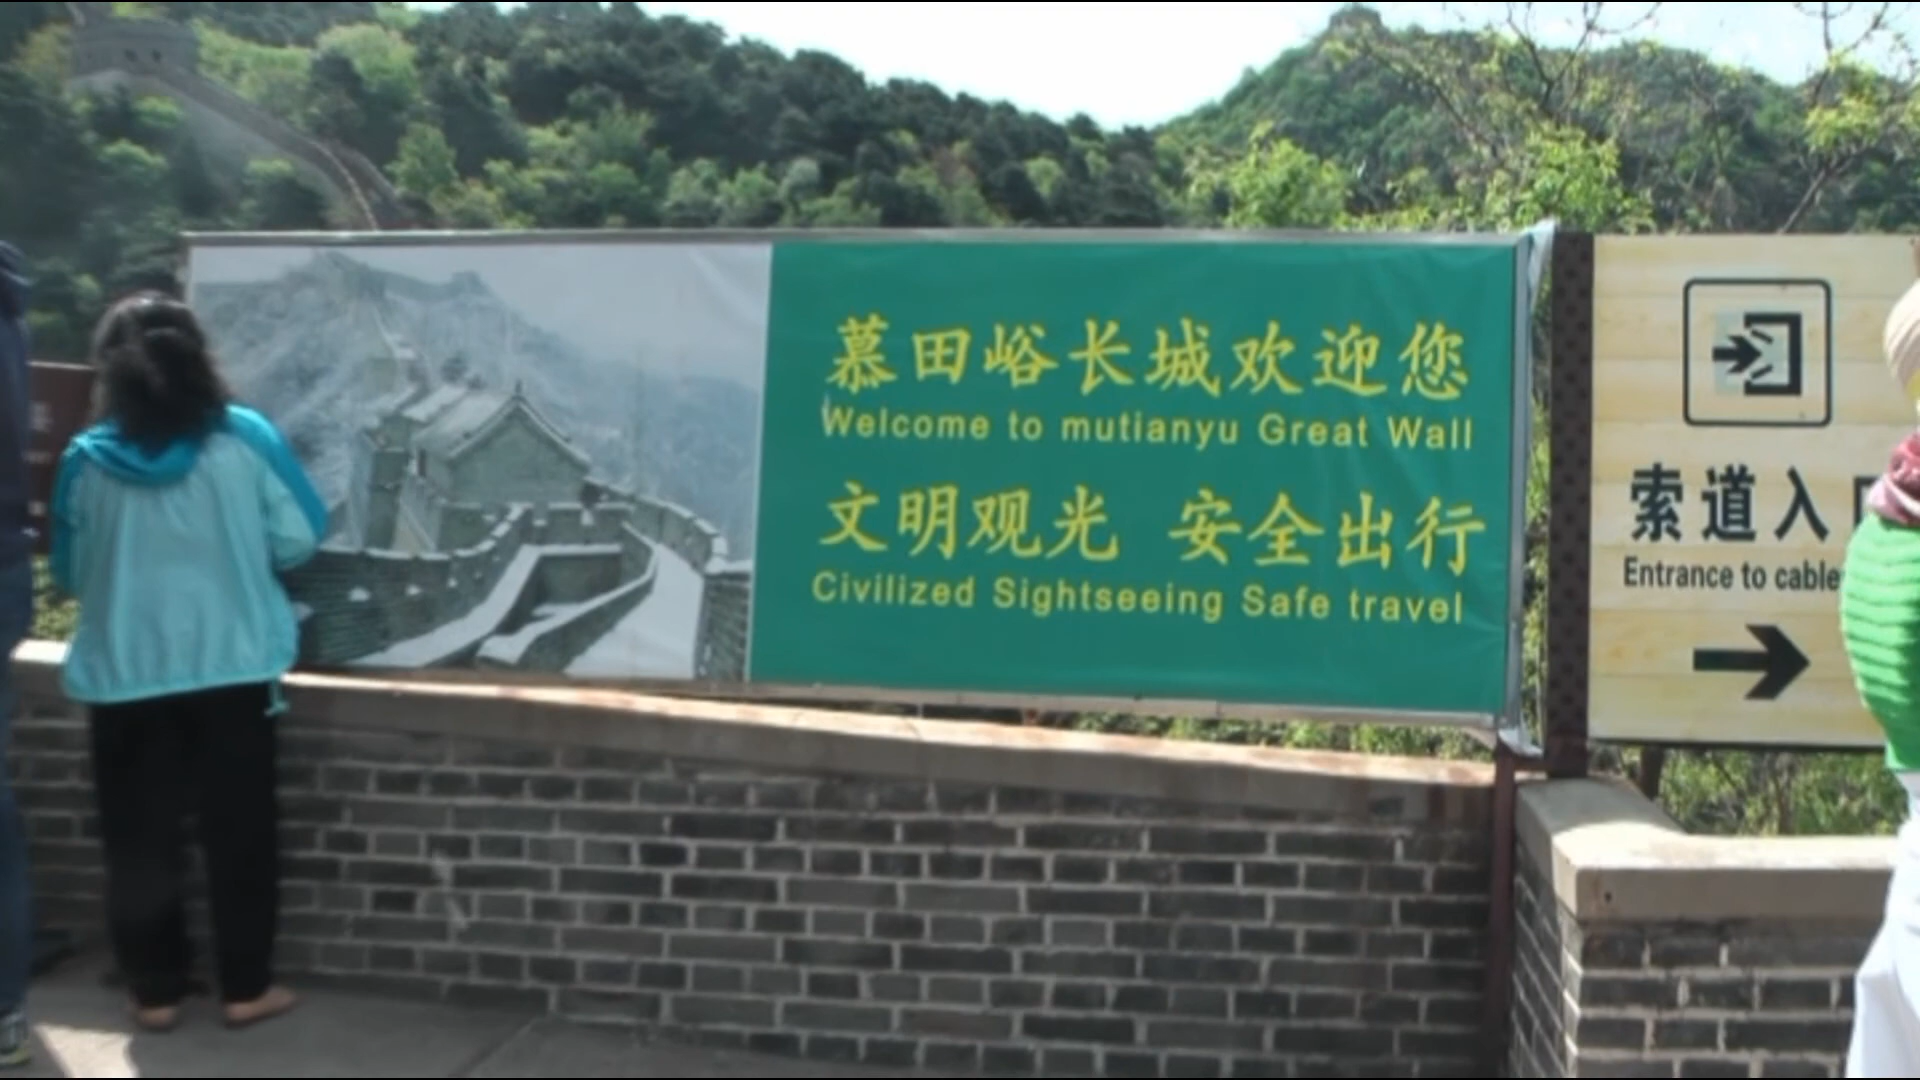 慕田峪长城欢迎您
Welcome to mutianyu Great Wall
文明观光 安全出行
Civilized Sightseeing Safe travel
索道入口
Entrance to cable